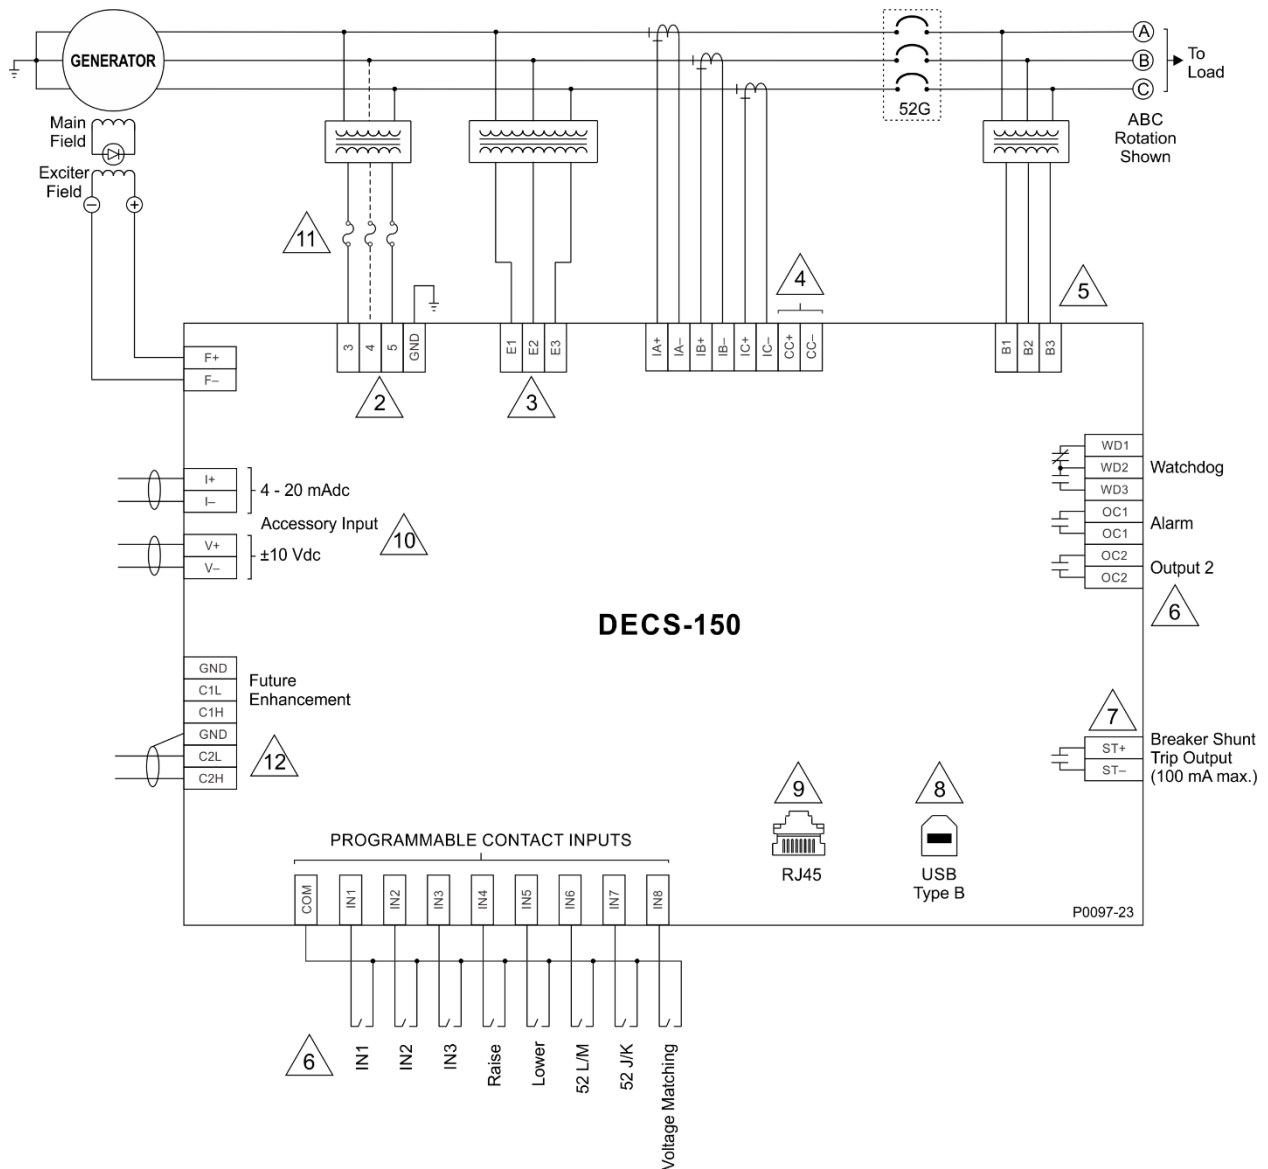 GENERATOR
A
B
C
To
Load
52G
ABC
Rotation
Shown
Main
Field
Exciter
Field
−
+
11
4
5
3
4
5
GND
E1
E2
E3
IA+
IA−
IB+
IB−
IC+
IC−
CC+
CC−
B1
B2
B3
2
3
F+
F−
I+
I−
4 - 20 mAdc
Accessory Input
10
V+
V−
±10 Vdc
WD1
WD2
WD3
Watchdog
OC1
OC1
Alarm
OC2
OC2
Output 2
6
DECS-150
GND
C1L
C1H
GND
C2L
C2H
Future
Enhancement
12
7
ST+
ST−
Breaker Shunt
Trip Output
(100 mA max.)
9
RJ45
8
USB
Type B
PROGRAMMABLE CONTACT INPUTS
COM
IN1
IN2
IN3
IN4
IN5
IN6
IN7
IN8
P0097-23
6
IN1
IN2
IN3
Raise
Lower
52 L/M
52 J/K
Voltage Matching